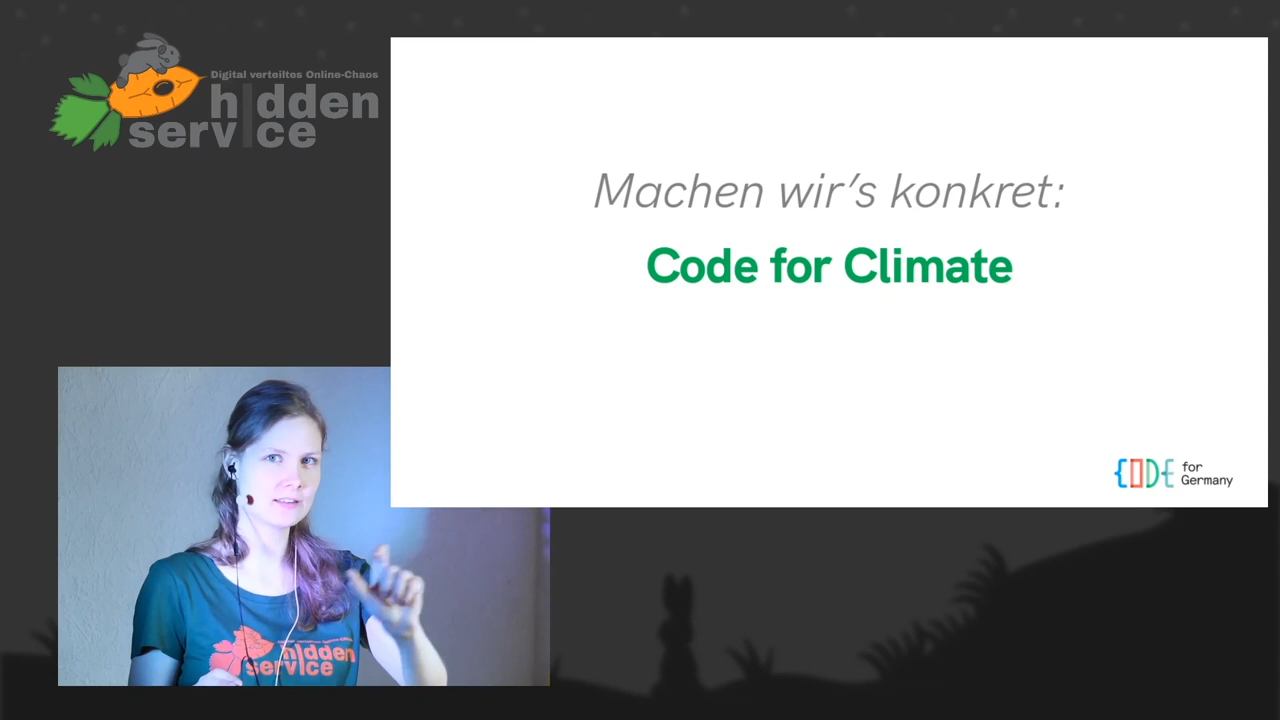 Digital verteiltes Online-Chaos
hidden
service
Machen wir's konkret:
Code for Climate
CODE for
Germany
hidden
service